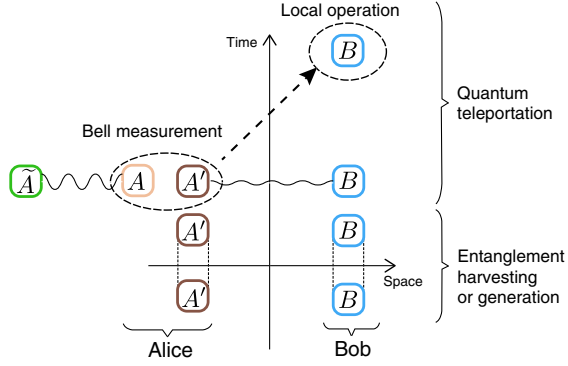 Local operation
Time
B
Quantum
teleportation
Bell measurement
Ã A A′ B
A′ B
Entanglement
harvesting
or generation
Space
A′ B
Alice Bob